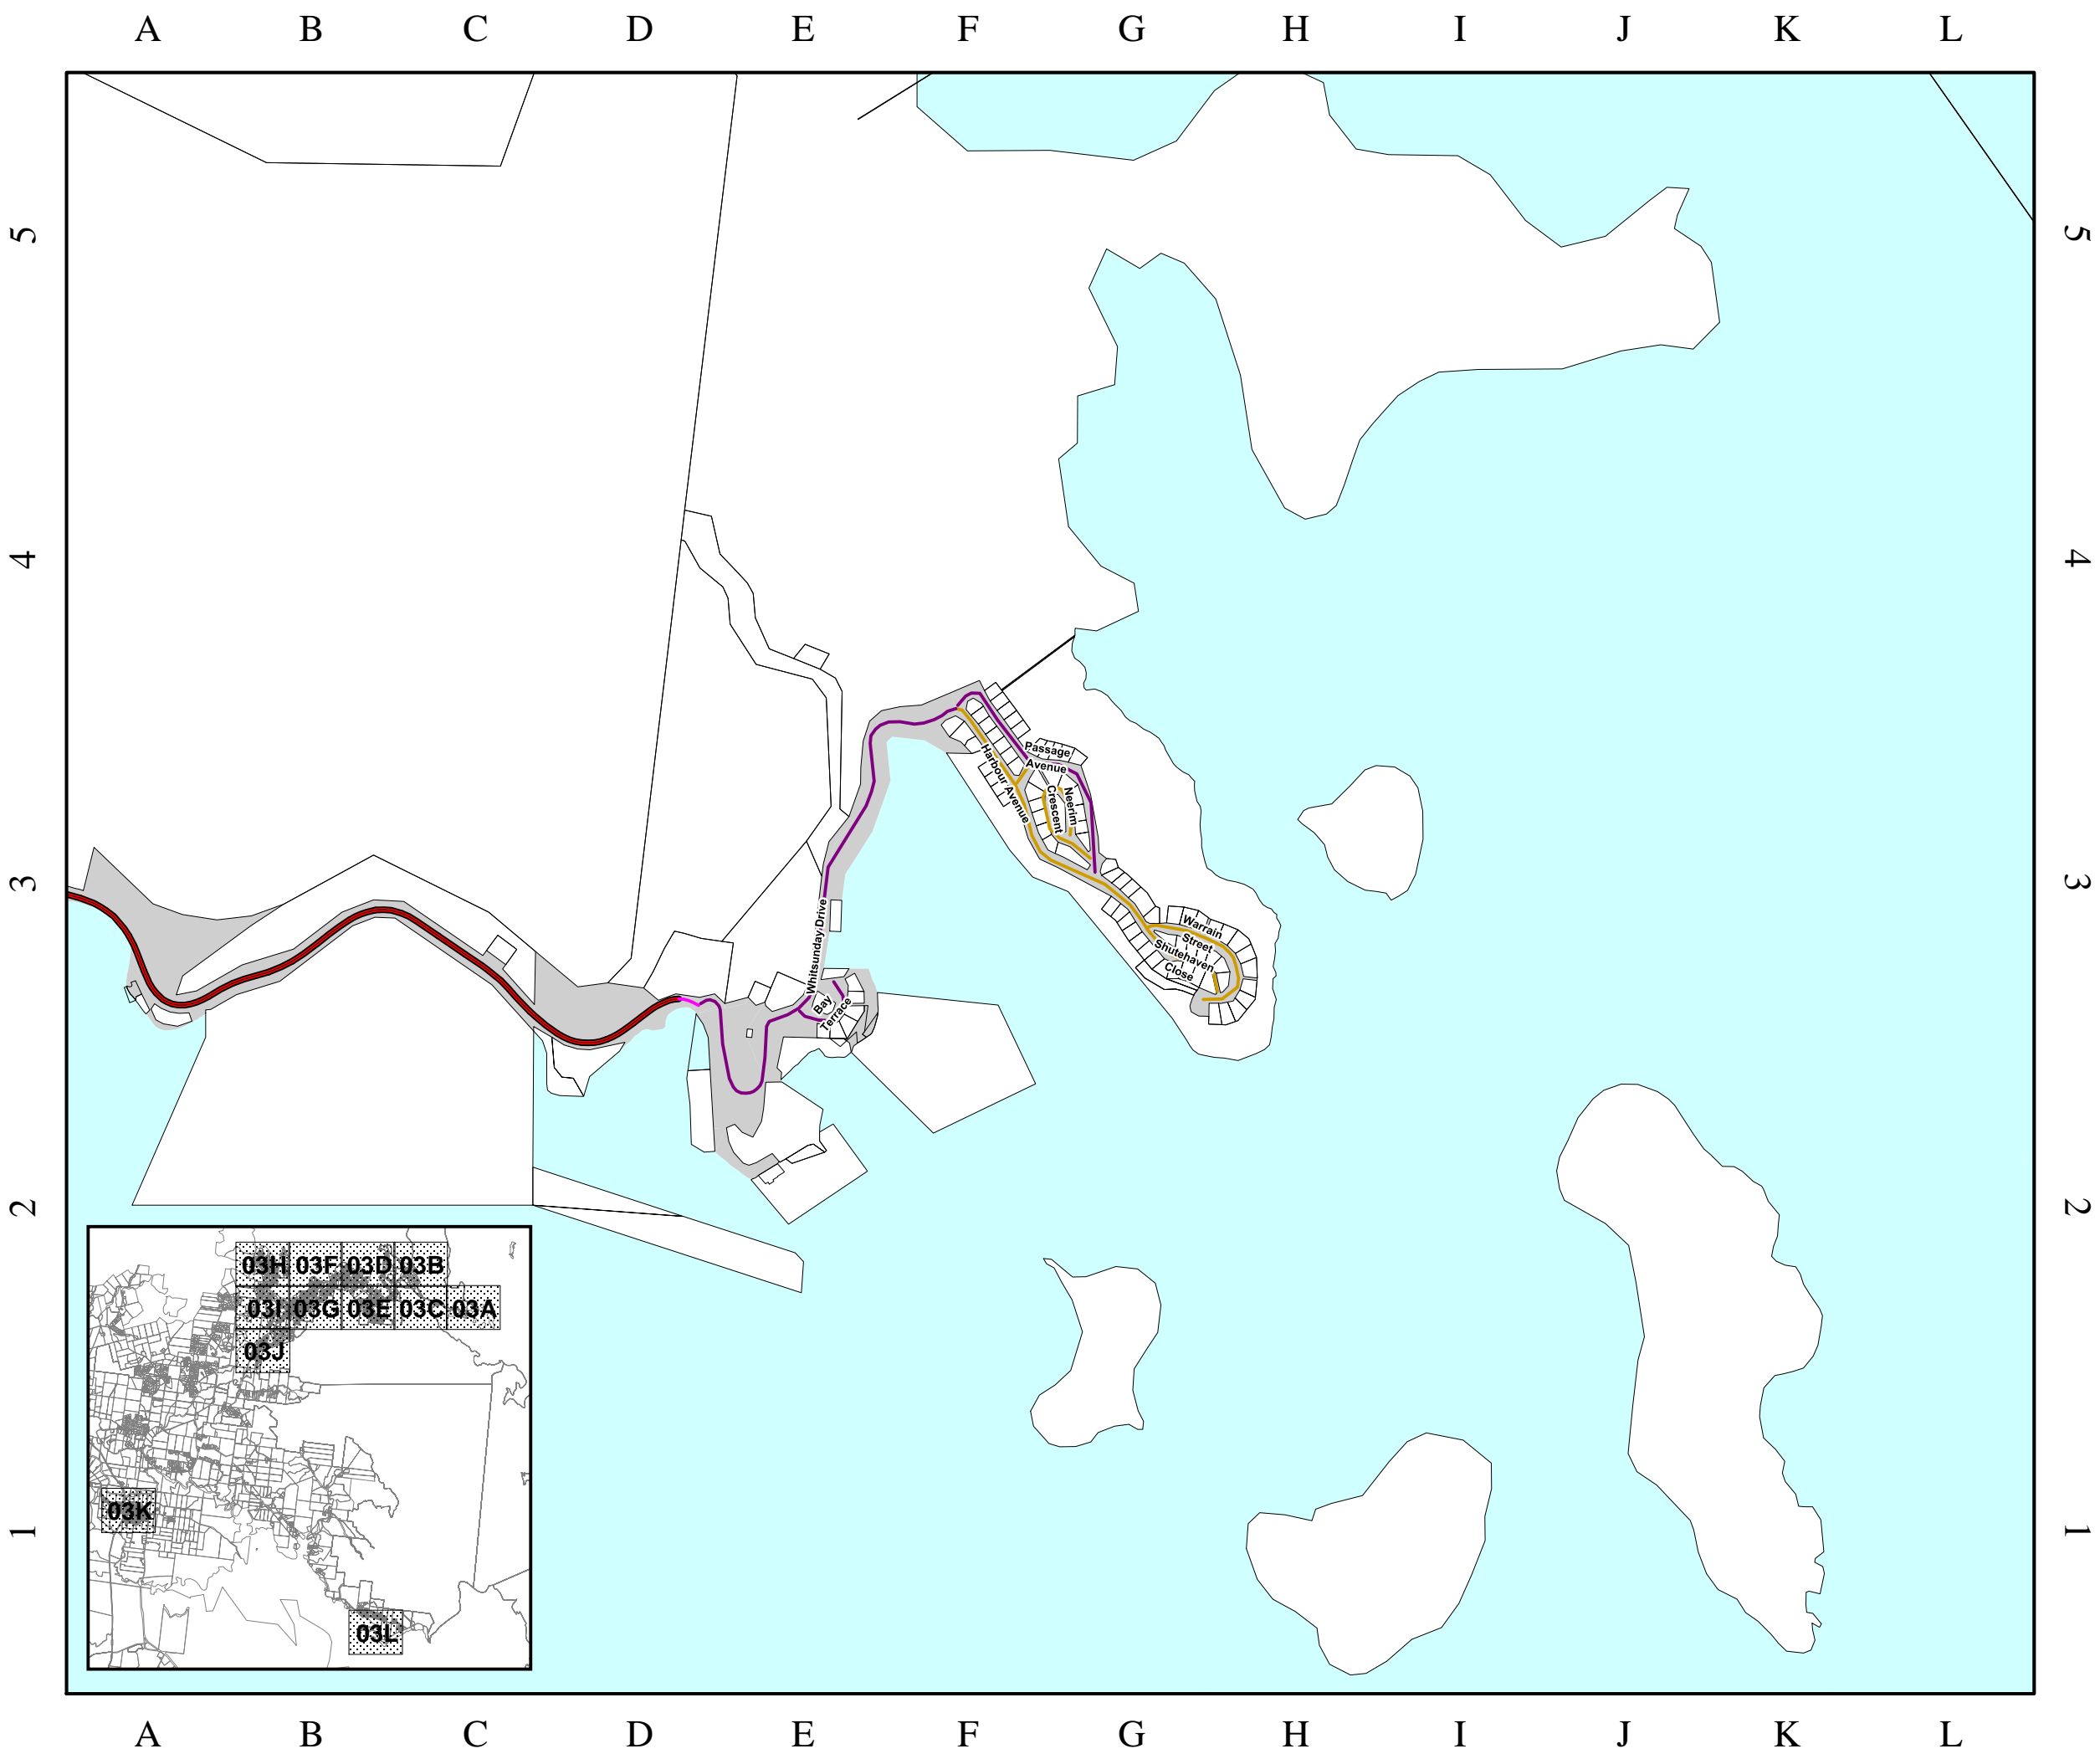 A B C D E F G H I J K L
5 5
4 4
Passage
Avenue
Harbour Avenue
Neerim
Crescent
3 3
Warrain
Street
Shutehaven
Close
Whitsunday Drive
Bay
Terrace
2 2
03H 03F 03D 03B
03I 03G 03E 03C 03A
03J
03K
1 1
03L
A B C D E F G H I J K L